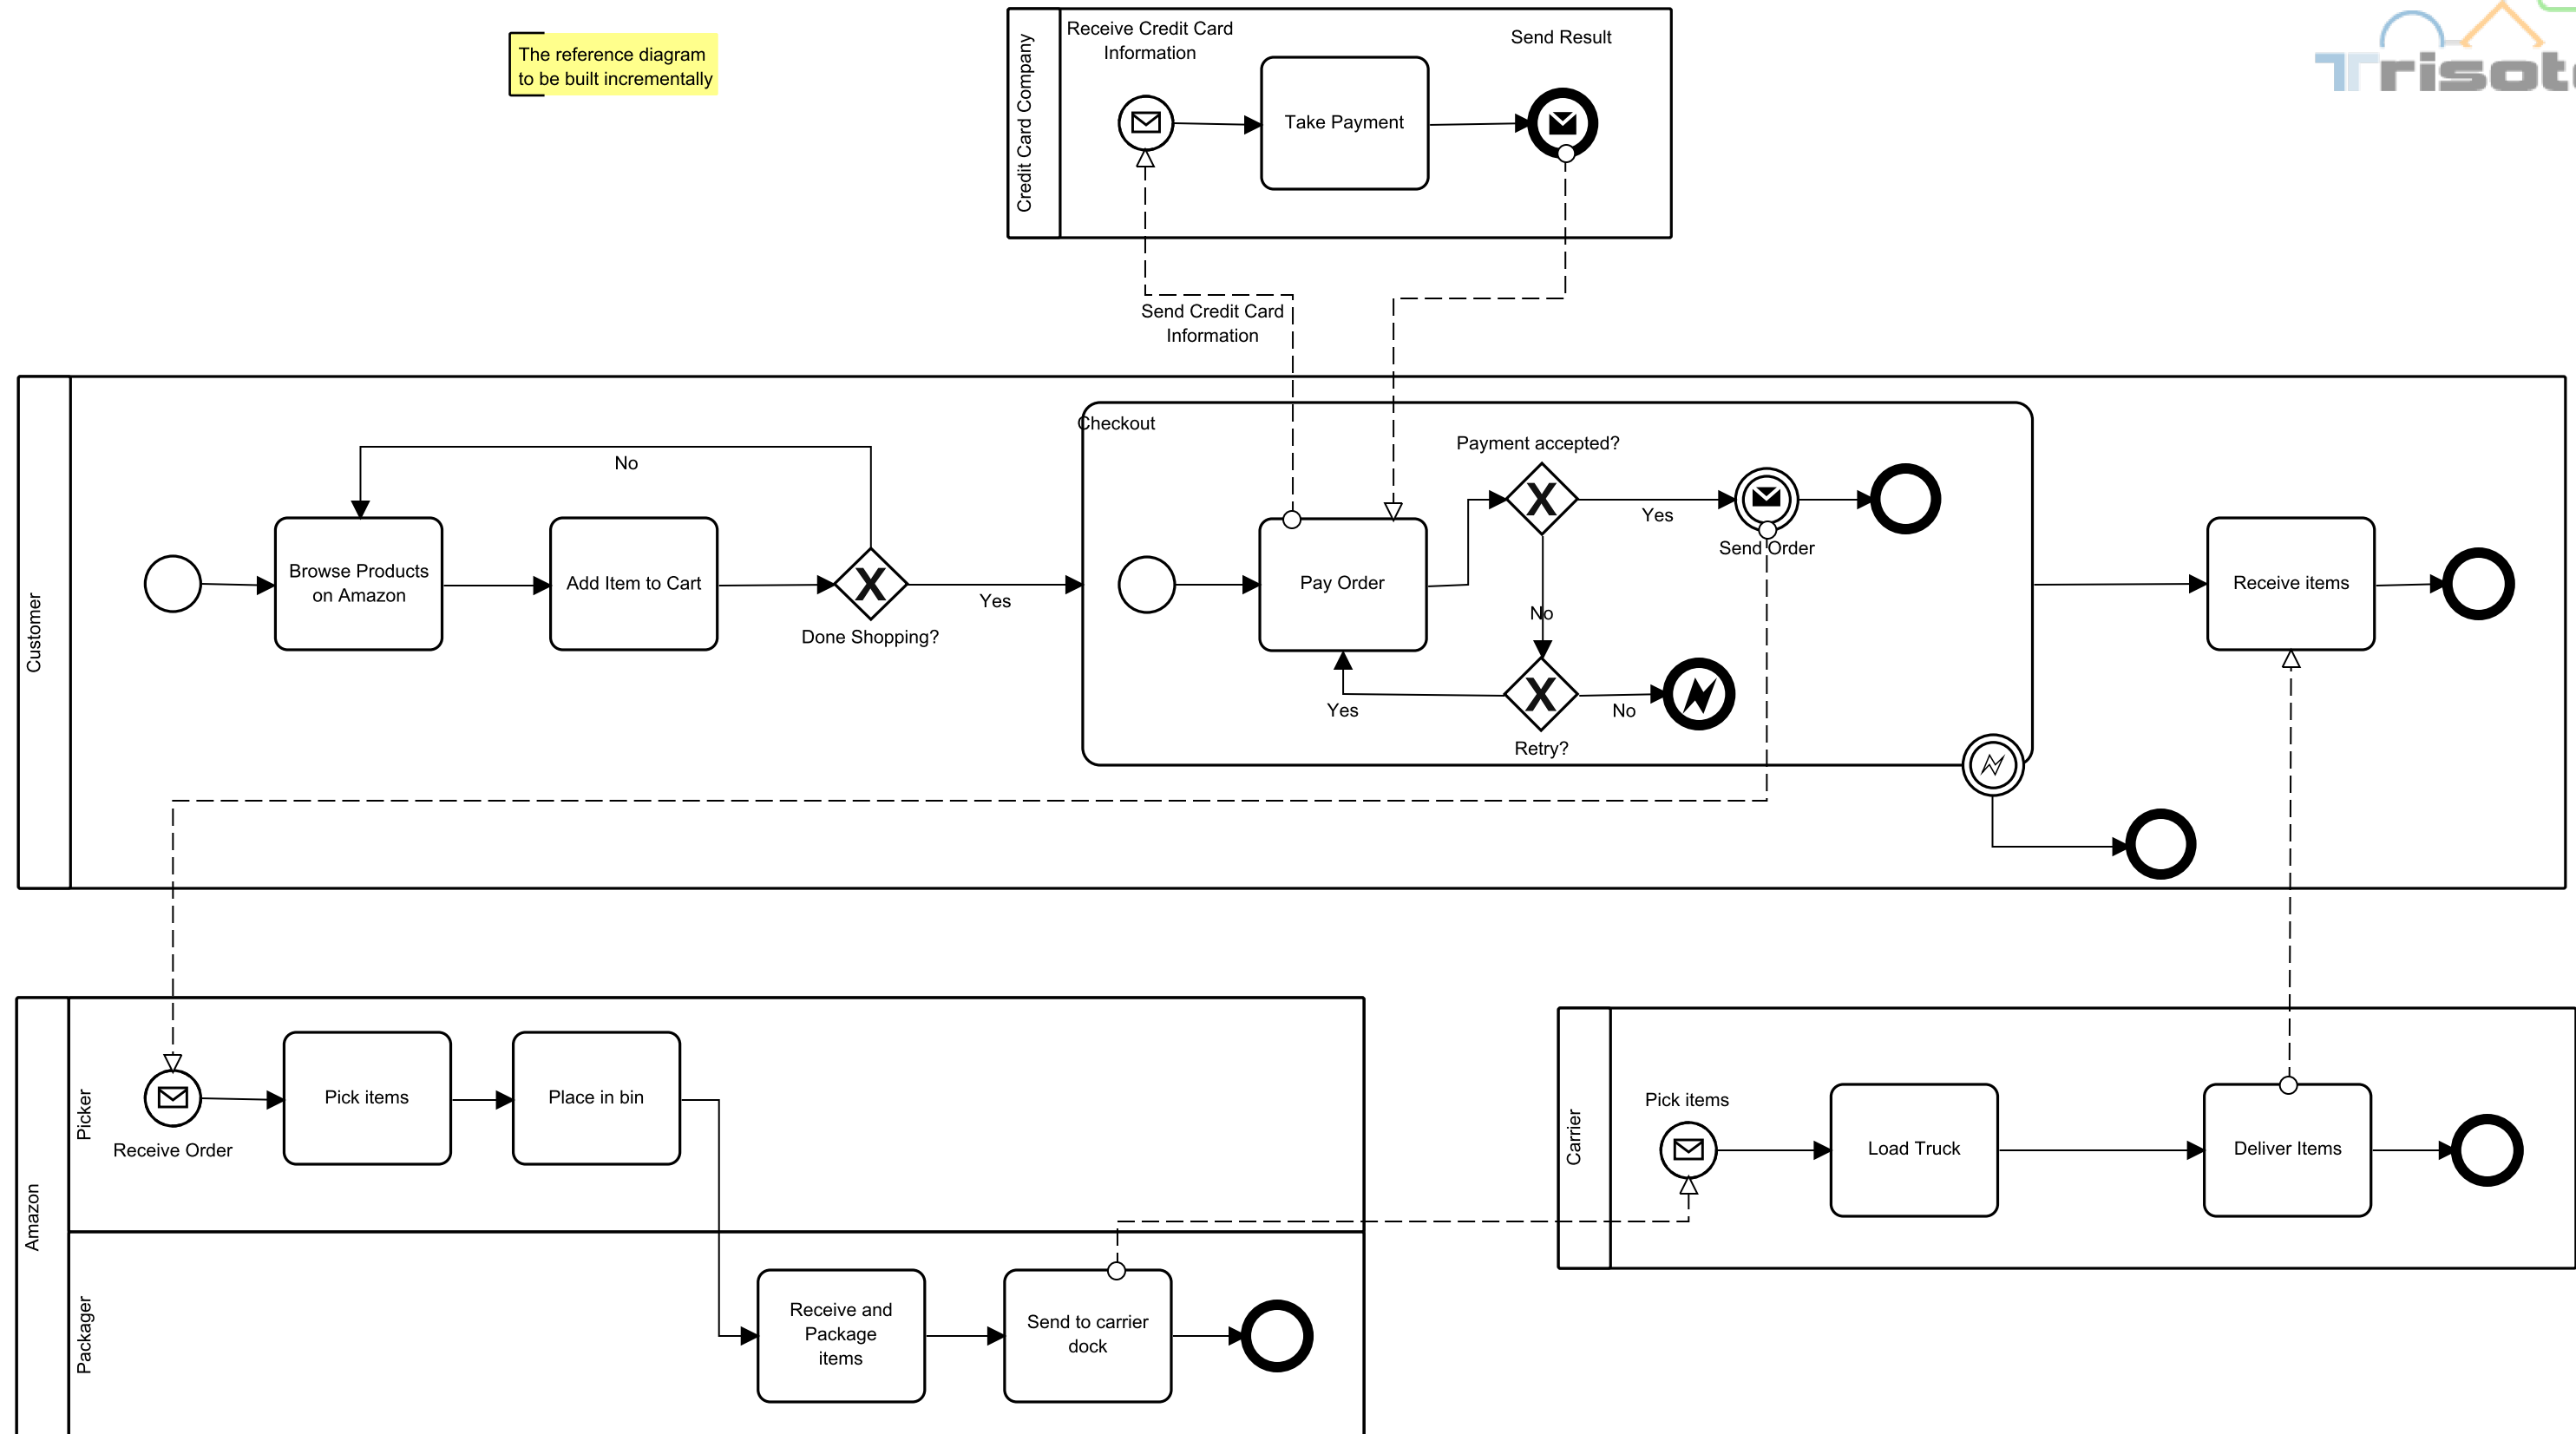 The reference diagram
to be built incrementally
Credit Card Company
Receive Credit Card
Information
Take Payment
Send Result
Send Credit Card
Information
Customer
Browse Products
on Amazon
Add Item to Cart
No
Done Shopping?
Yes
Checkout
Pay Order
Payment accepted?
Yes
Send Order
No
Yes
Retry?
No
Receive items
Amazon
Picker
Receive Order
Pick items
Place in bin
Packager
Receive and
Package
items
Send to carrier
dock
Carrier
Pick items
Load Truck
Deliver Items